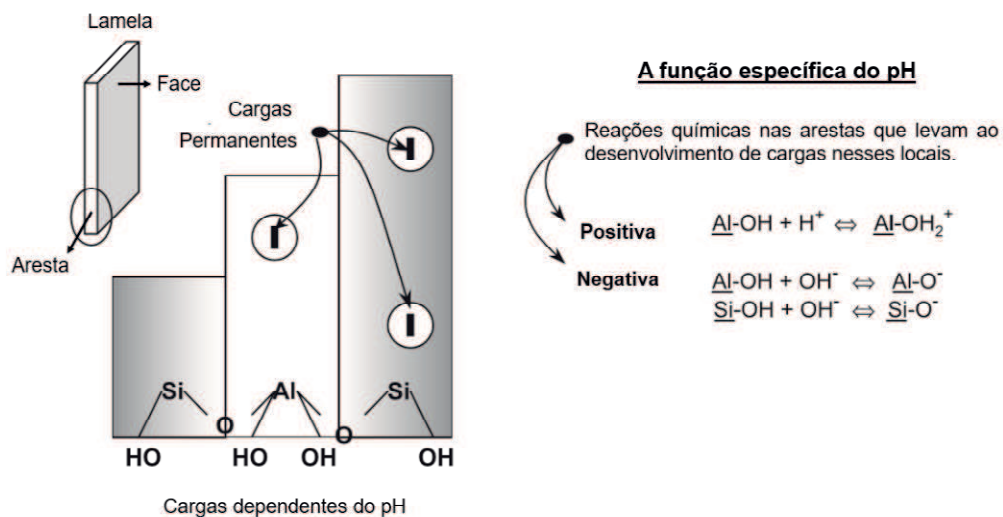 Lamela
Face
Aresta
Cargas
Permanentes
Si
Al
Si
O
O
HO
HO
OH
OH
Cargas dependentes do pH
A função específica do pH
Reações químicas nas arestas que levam ao
desenvolvimento de cargas nesses locais.
Positiva
Al-OH + H⁺ ⇔ Al-OH₂⁺
Negativa
Al-OH + OH⁻ ⇔ Al-O⁻
Si-OH + OH⁻ ⇔ Si-O⁻